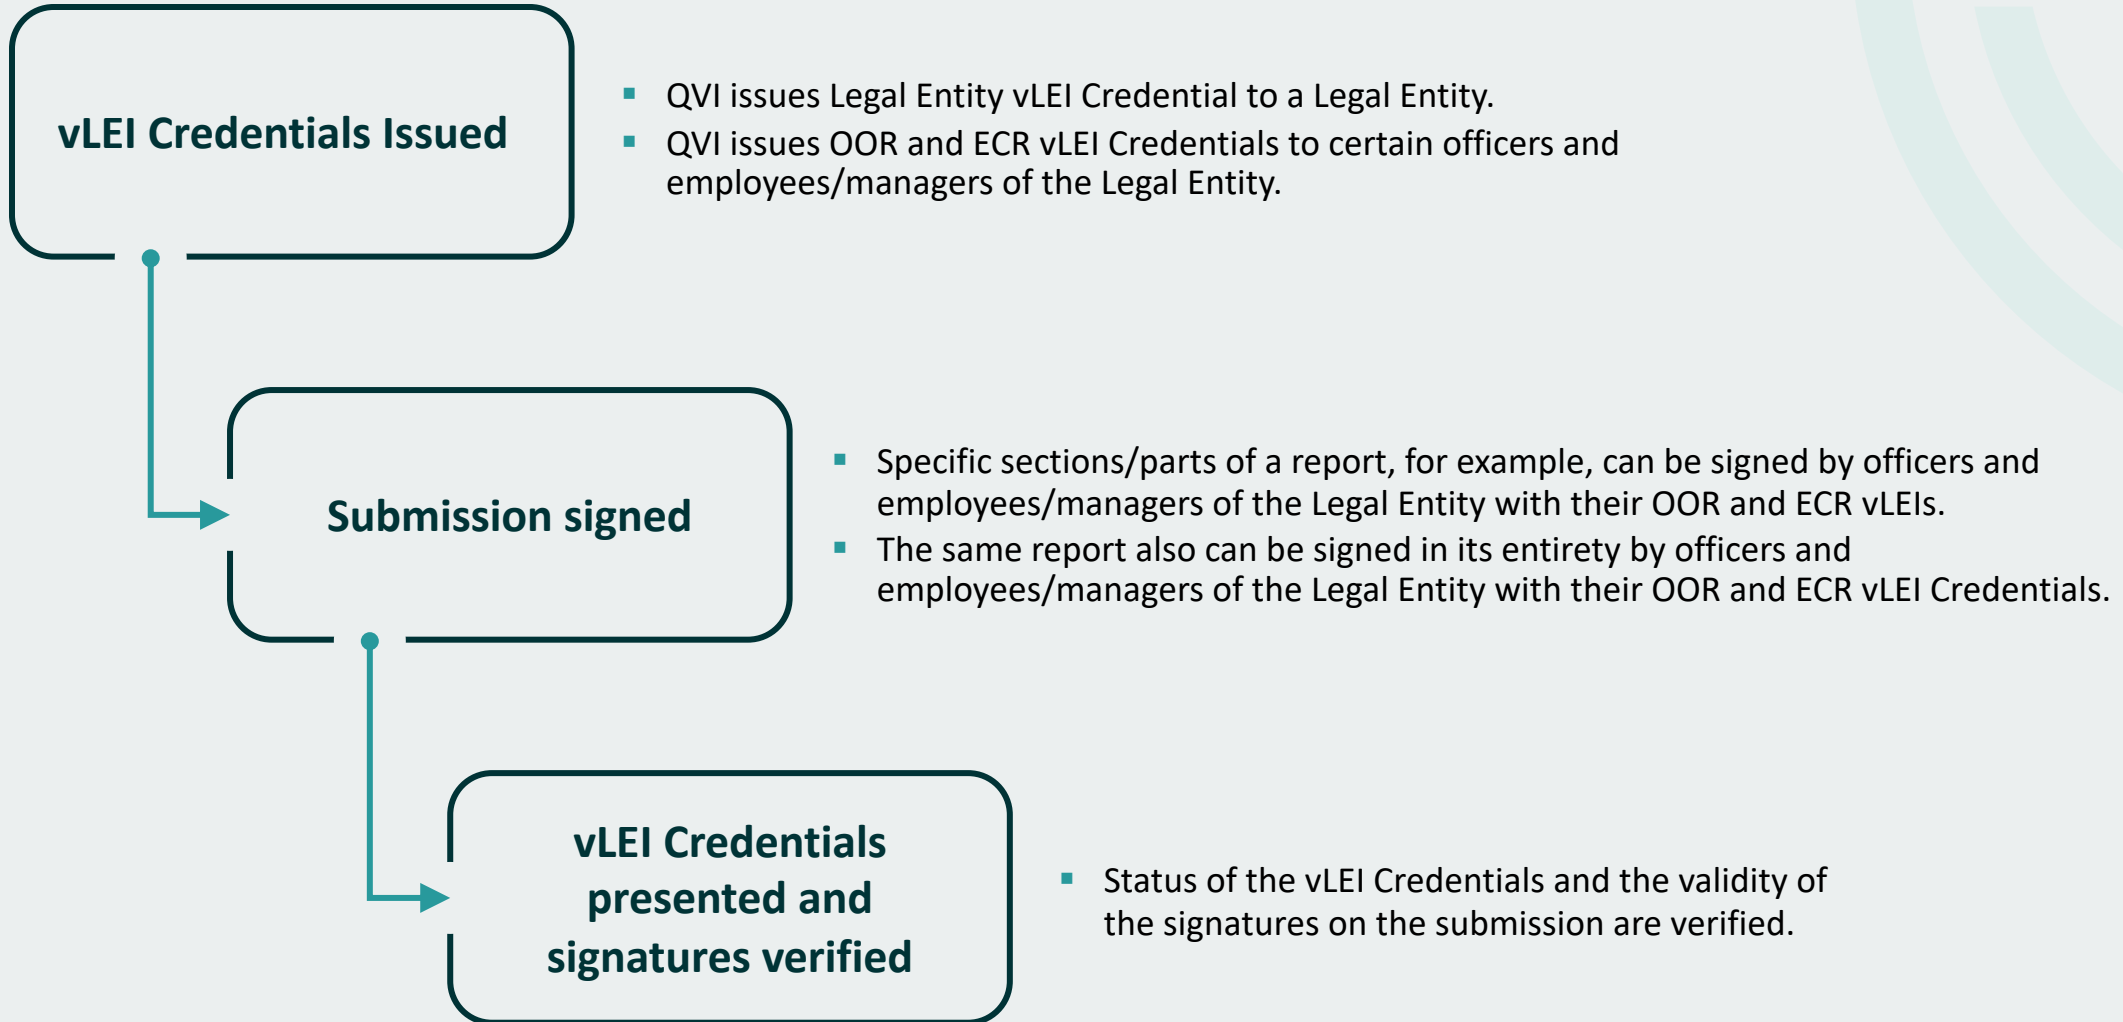 vLEI Credentials Issued
▪ QVI issues Legal Entity vLEI Credential to a Legal Entity.
▪ QVI issues OOR and ECR vLEI Credentials to certain officers and
employees/managers of the Legal Entity.
Submission signed
▪ Specific sections/parts of a report, for example, can be signed by officers and
employees/managers of the Legal Entity with their OOR and ECR vLEIs.
▪ The same report also can be signed in its entirety by officers and
employees/managers of the Legal Entity with their OOR and ECR vLEI Credentials.
vLEI Credentials
presented and
signatures verified
▪ Status of the vLEI Credentials and the validity of
the signatures on the submission are verified.